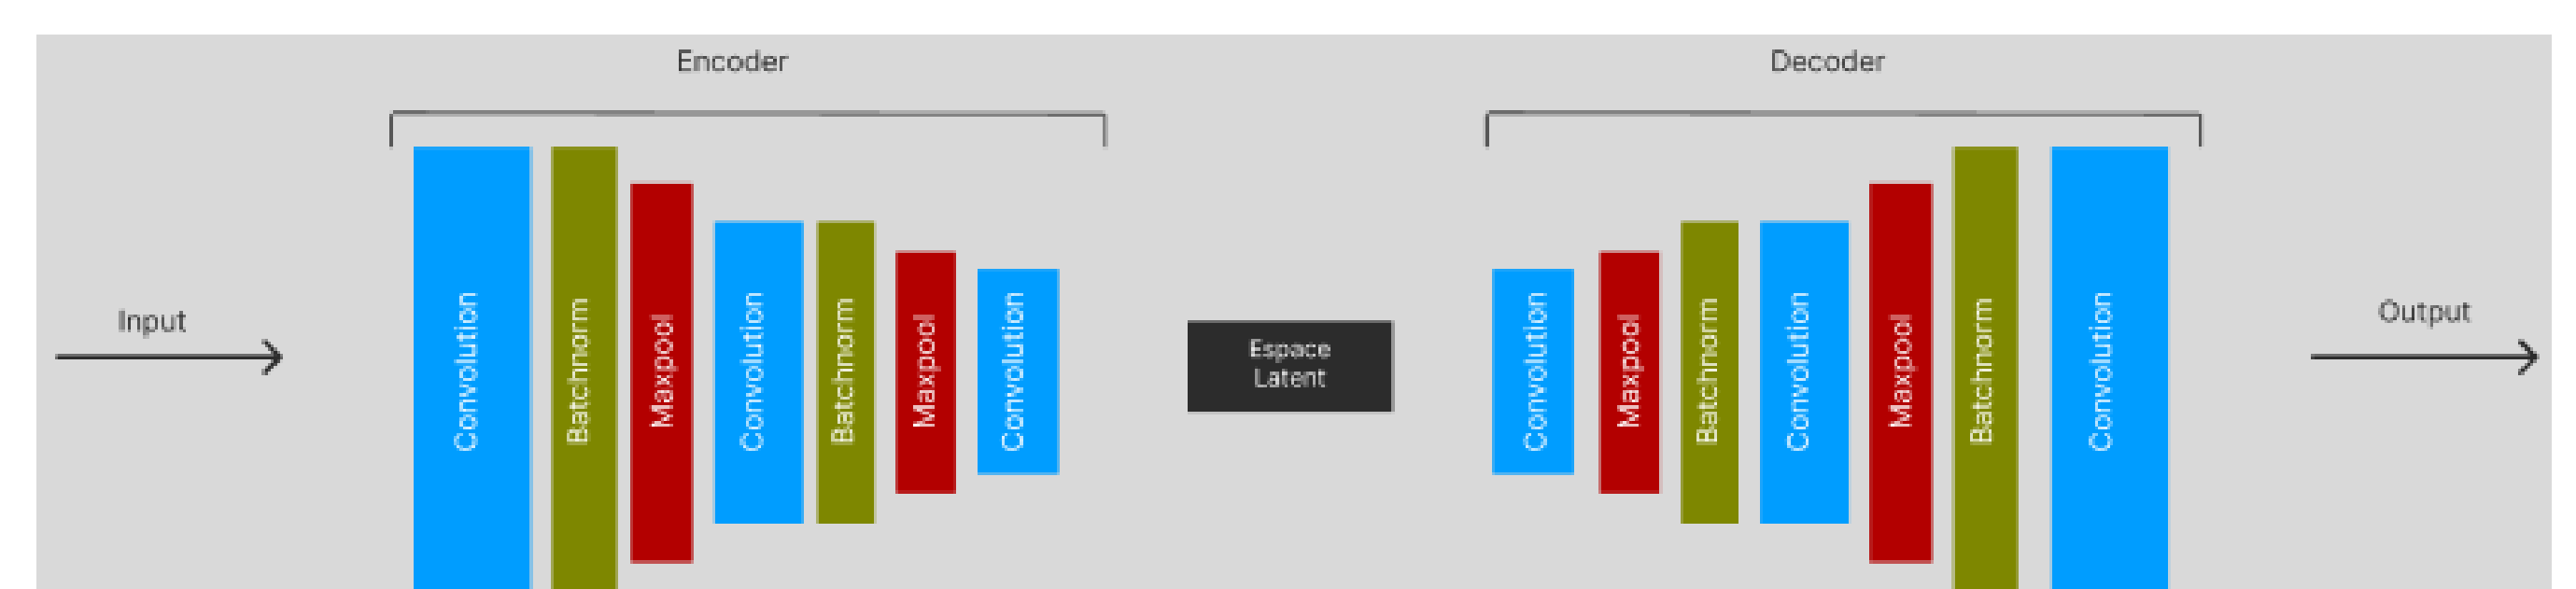 Encoder
Decoder
Input
Convolution
Batchnorm
Maxpool
Convolution
Batchnorm
Maxpool
Convolution
Espace
Latent
Convolution
Maxpool
Batchnorm
Convolution
Maxpool
Batchnorm
Convolution
Output